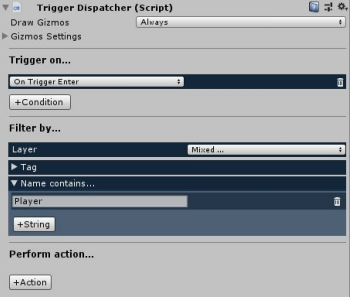 Trigger Dispatcher (Script)
Draw Gizmos Always
Gizmos Settings
Trigger on...
On Trigger Enter
+Condition
Filter by...
Layer Mixed ...
Tag
Name contains...
Player
+String
Perform action...
+Action